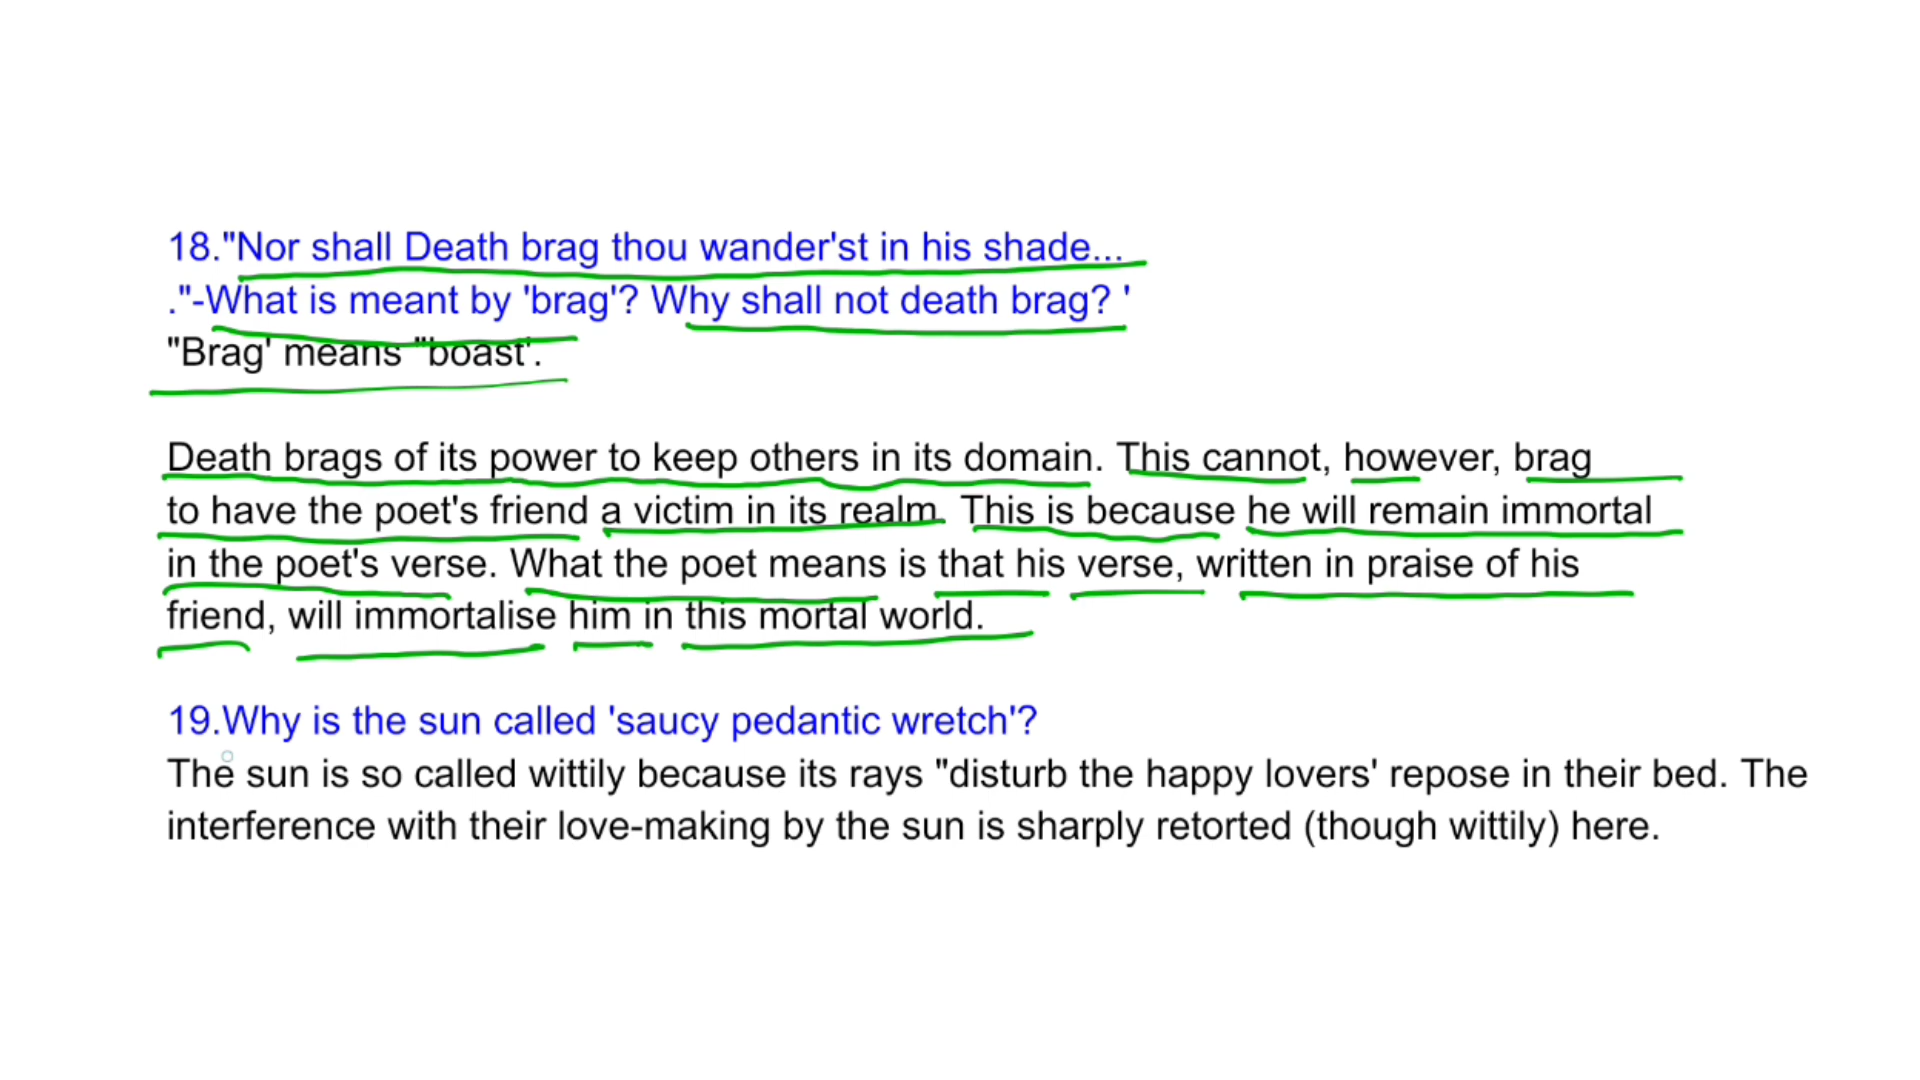 18."Nor shall Death brag thou wander'st in his shade...
."-What is meant by 'brag'? Why shall not death brag? '
"Brag' means "boast'.
Death brags of its power to keep others in its domain. This cannot, however, brag
to have the poet's friend a victim in its realm. This is because he will remain immortal
in the poet's verse. What the poet means is that his verse, written in praise of his
friend, will immortalise him in this mortal world.
19.Why is the sun called 'saucy pedantic wretch'?
The sun is so called wittily because its rays "disturb the happy lovers' repose in their bed. The
interference with their love-making by the sun is sharply retorted (though wittily) here.